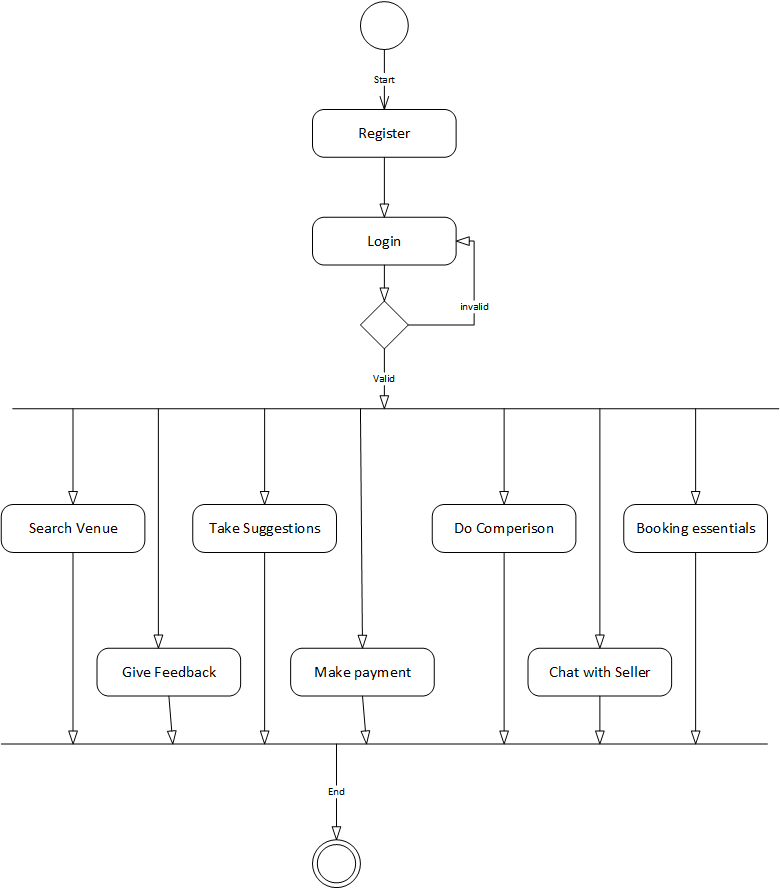 Start
Register
Login
invalid
Valid
Search Venue
Take Suggestions
Do Comperison
Booking essentials
Give Feedback
Make payment
Chat with Seller
End